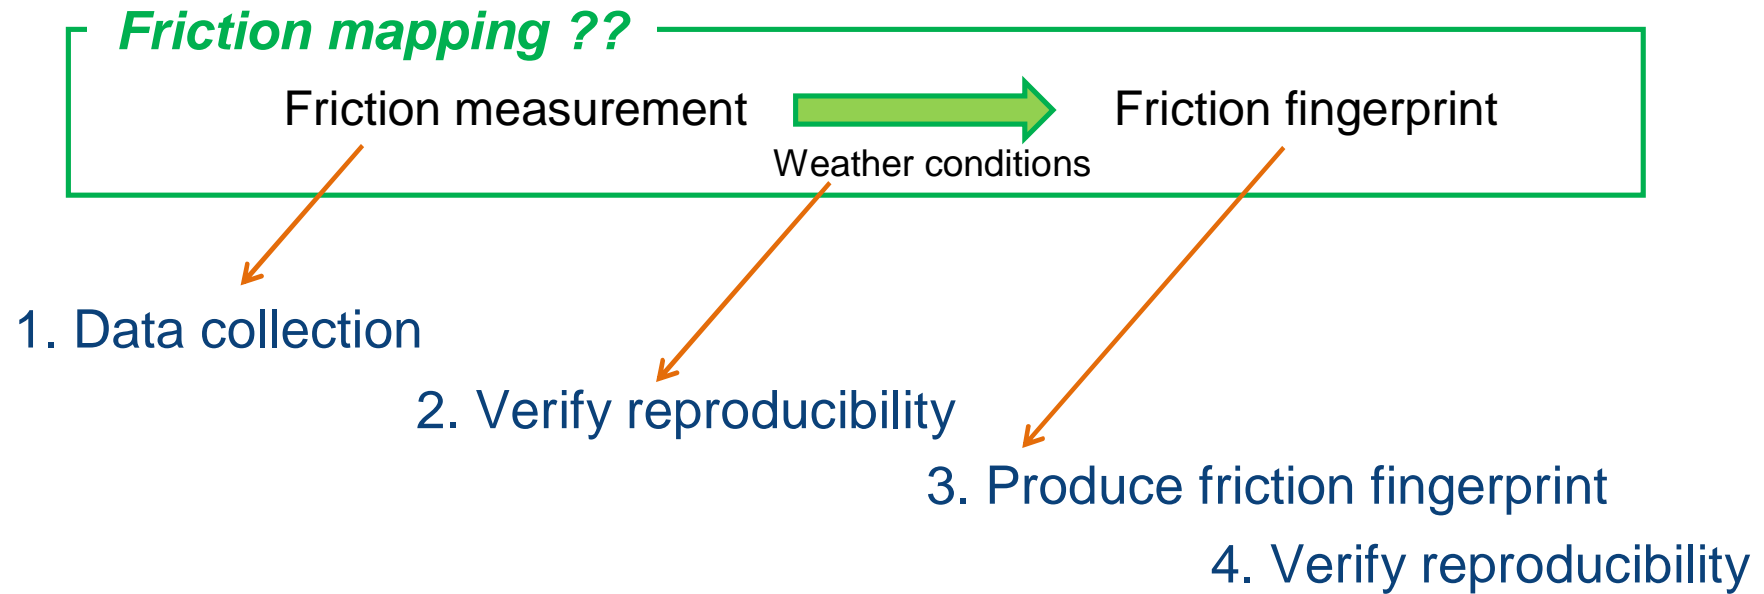 Friction mapping ??
Friction measurement
Friction fingerprint
Weather conditions
1. Data collection
2. Verify reproducibility
3. Produce friction fingerprint
4. Verify reproducibility